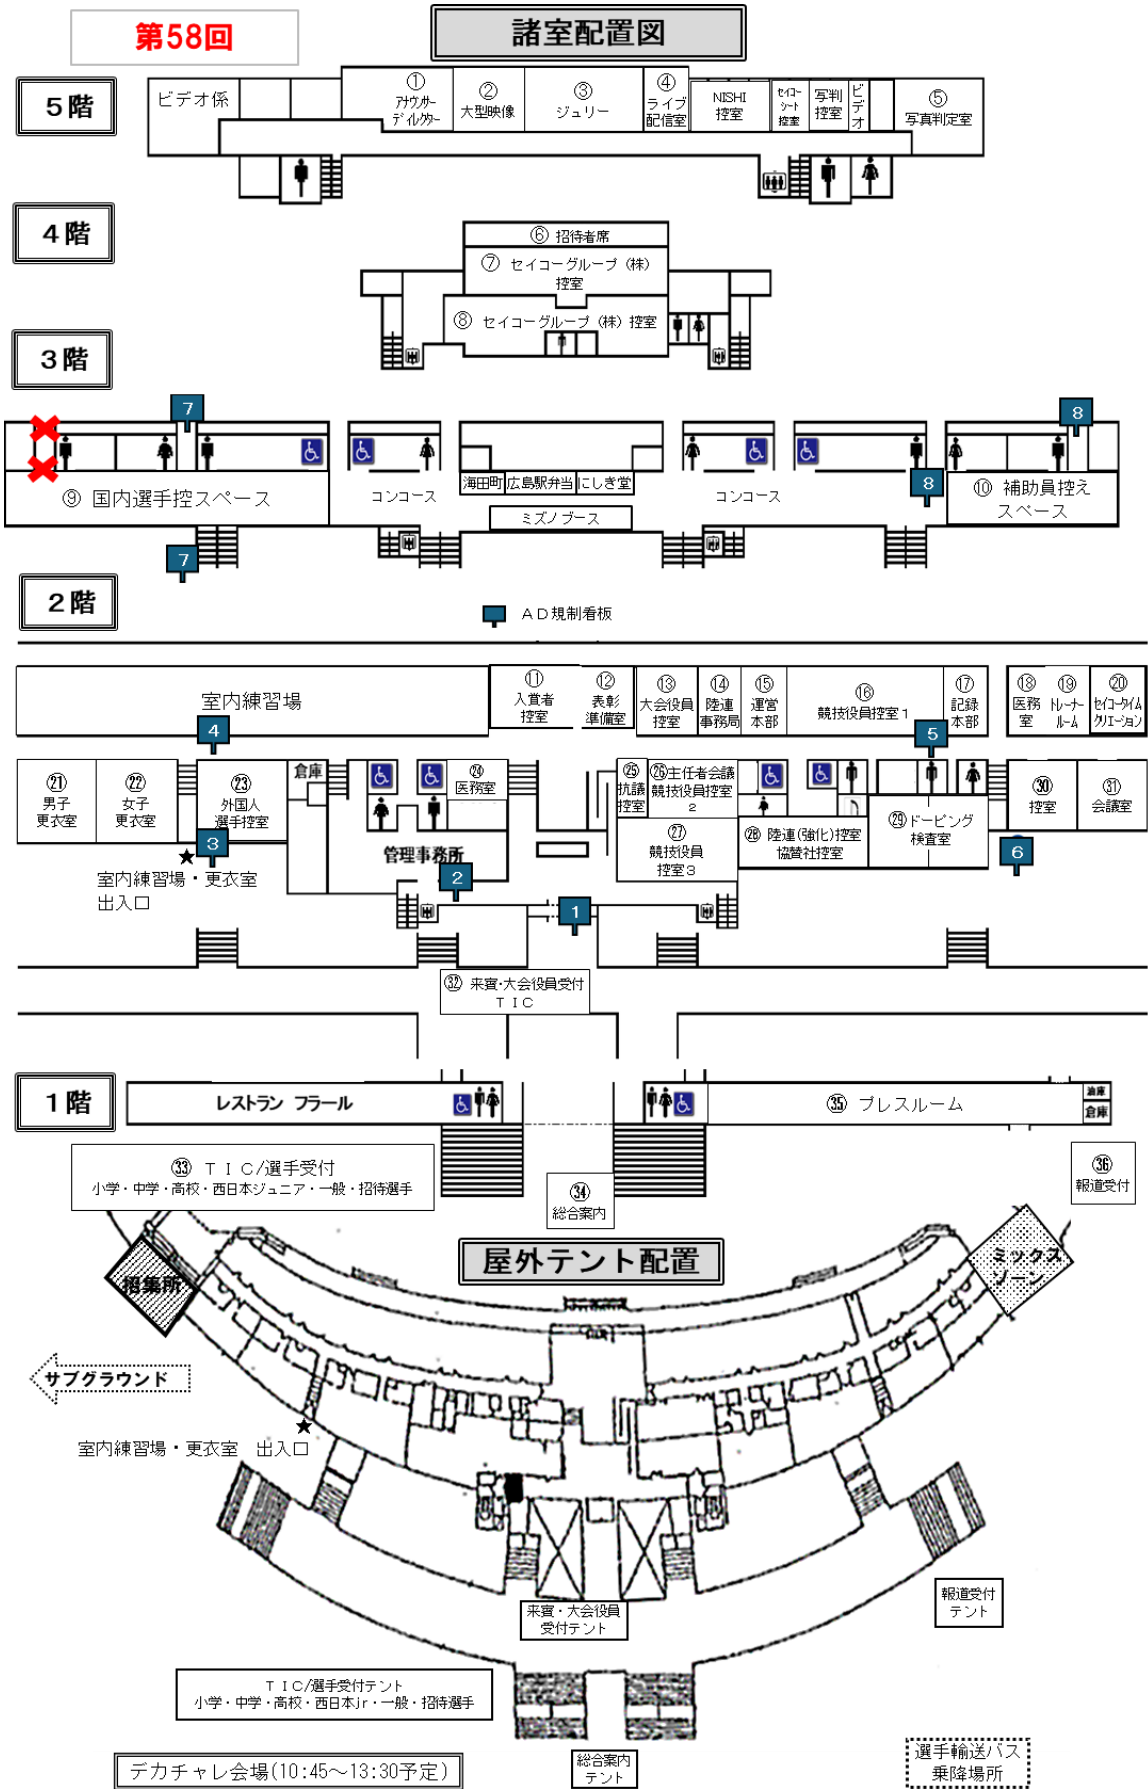 第58回
諸室配置図
5階
ビデオ係
①
アナウンサー
ディレクター
②
大型映像
③
ジュリー
④
ライブ
配信室
NISHI
控室
セイコー
シート
控室
写判
控室
ビデオ
⑤
写真判定室
4階
⑥ 招待者席
⑦ セイコーグループ(株)
控室
⑧ セイコーグループ(株)控室
3階
7
8
⑨ 国内選手控スペース
コンコース
海田町
広島駅弁当
にしき堂
ミズノブース
コンコース
8
⑩ 補助員控え
スペース
7
2階
AD規制看板
室内練習場
⑪
入賞者
控室
⑫
表彰
準備室
⑬
大会役員
控室
⑭
陸連
事務局
⑮
運営
本部
⑯
競技役員控室1
⑰
記録
本部
⑱
医務
室
⑲
トレーナー
ルーム
⑳
セイコータイム
クリエーション
4
5
㉑
男子
更衣室
㉒
女子
更衣室
㉓
外国人
選手控室
倉庫
㉔
医務室
㉕
抗議
控室
㉖主任者会議
競技役員控室
2
㉗
競技役員
控室3
㉘ 陸連(強化)控室
協賛社控室
㉙ドーピング
検査室
㉚
控室
㉛
会議室
3
管理事務所
6
★
室内練習場・更衣室
出入口
2
1
㉜ 来賓・大会役員受付
TIC
1階
レストラン フラール
㉟ プレスルーム
油庫
倉庫
㉝ TIC/選手受付
小学・中学・高校・西日本ジュニア・一般・招待選手
㉞
総合案内
㊱
報道受付
屋外テント配置
招集所
ミックス
ゾーン
サブグラウンド
★
室内練習場・更衣室 出入口
来賓・大会役員
受付テント
報道受付
テント
TIC/選手受付テント
小学・中学・高校・西日本jr・一般・招待選手
総合案内
テント
デカチャレ会場(10:45～13:30予定)
選手輸送バス
乗降場所